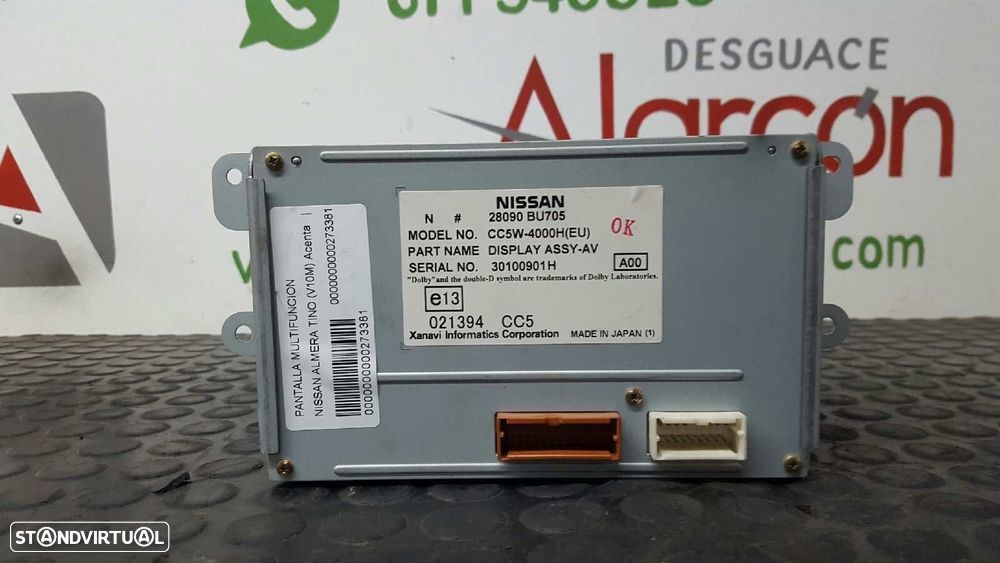 DESGUACE
Alarcón
.com
NISSAN
N # 28090 BU705
MODEL NO. CC5W-4000H(EU)
PART NAME DISPLAY ASSY-AV
SERIAL NO. 30100901H
OK
A00
"Dolby"and the double-D symbol are trademarks of Dolby Laboratories.
e13
021394 CC5
Xanavi Informatics Corporation MADE IN JAPAN (1)
PANTALLA MULTIFUNCION
NISSAN ALMERA TINO (V10M) Acenta I
0000000000273381
0000000000273381
STANDVIRTUAL